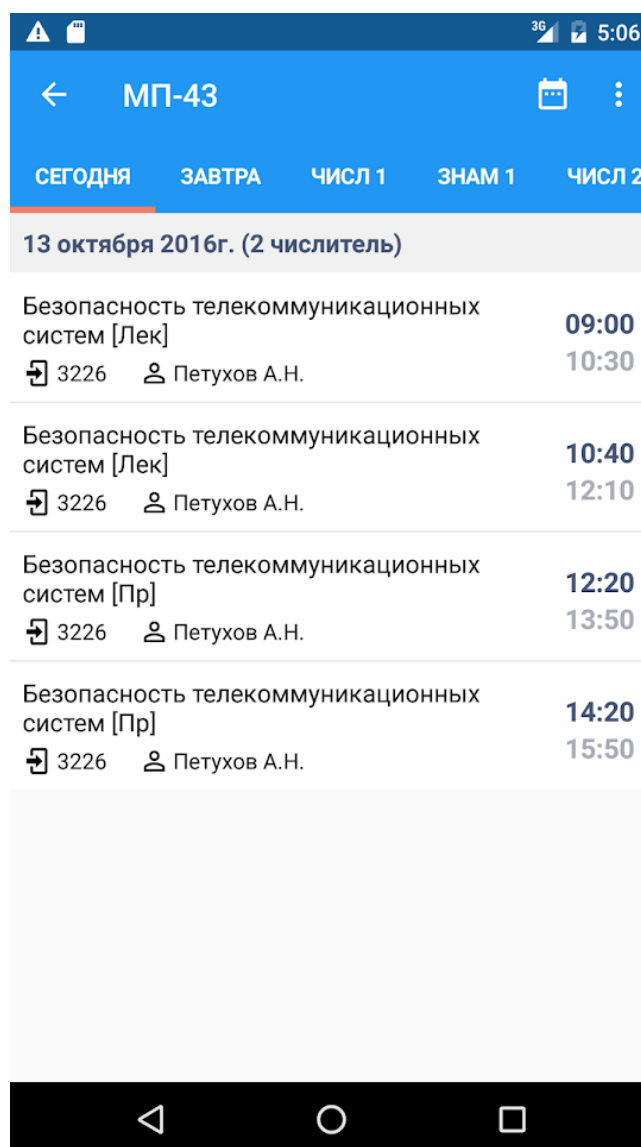 3G 5:06
МП-43
СЕГОДНЯ ЗАВТРА ЧИСЛ 1 ЗНАМ 1 ЧИСЛ 2
13 октября 2016г. (2 числитель)
Безопасность телекоммуникационных
систем [Лек]
09:00
10:30
3226 Петухов А.Н.
Безопасность телекоммуникационных
систем [Лек]
10:40
12:10
3226 Петухов А.Н.
Безопасность телекоммуникационных
систем [Пр]
12:20
13:50
3226 Петухов А.Н.
Безопасность телекоммуникационных
систем [Пр]
14:20
15:50
3226 Петухов А.Н.